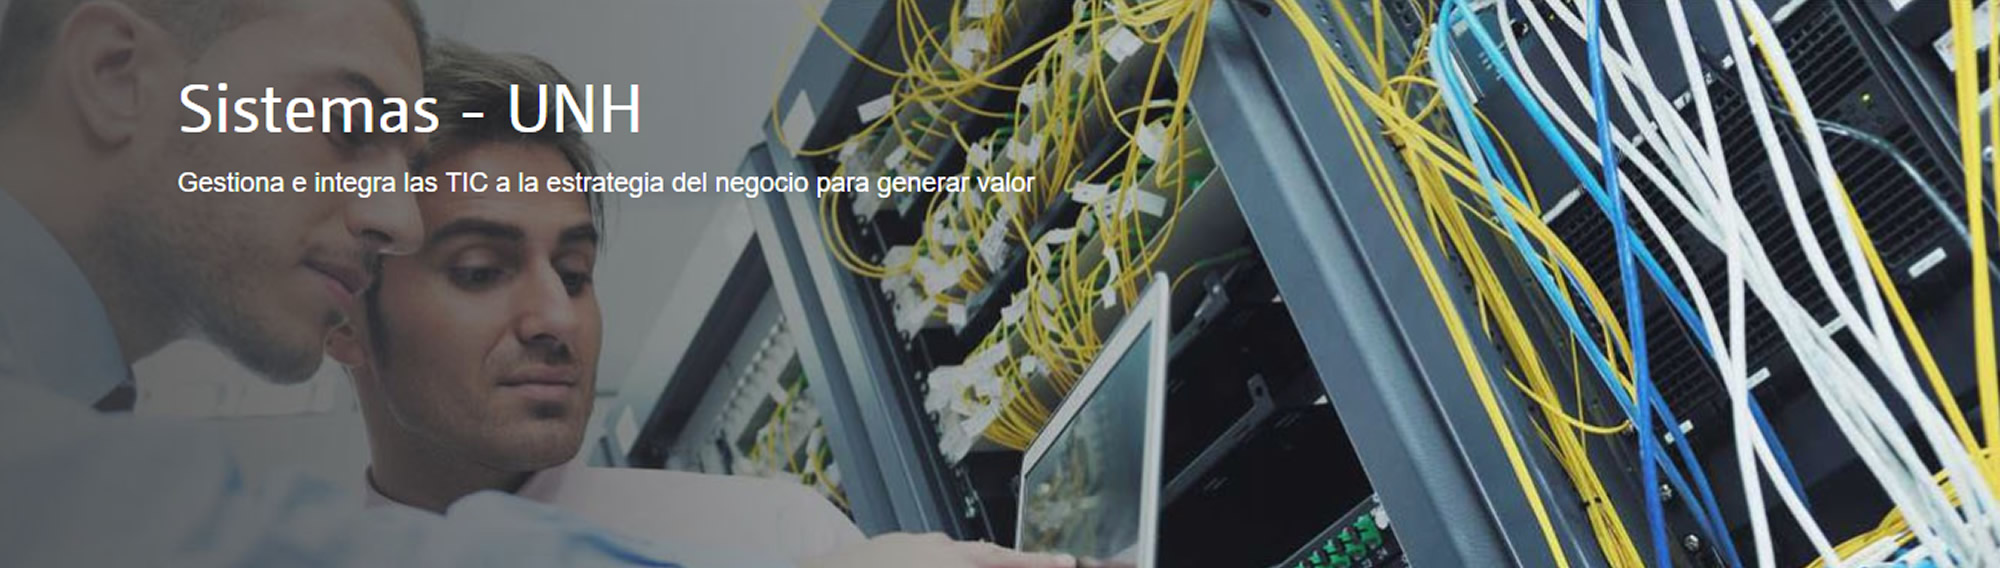 Sistemas - UNH
Gestiona e integra las TIC a la estrategia del negocio para generar valor